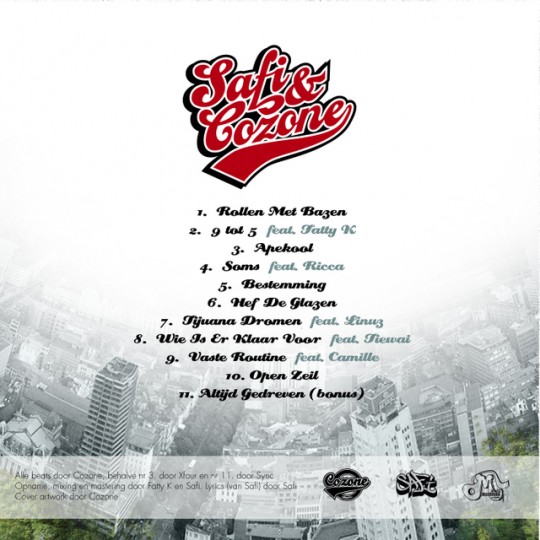 Safi &
Cozone
1. Rollen Met Bazen
2. 9 tot 5 feat. Fatty K
3. Apekool
4. Soms feat. Ricca
5. Bestemming
6. Hef De Glazen
7. Tijuana Dromen feat. Linuz
8. Wie Is Er Klaar Voor feat. Tiewai
9. Vaste Routine feat. Camille
10. Open Zeil
11. Altijd Gedreven (bonus)
Alle beats door Cozone, behalve nr 3. door Xfour en nr 11. door Sync
Opname, mixing en mastering door Fatty K en Safi. Lyrics (van Safi) door Safi
Cover artwork door Cozone
Cozone
SAFI